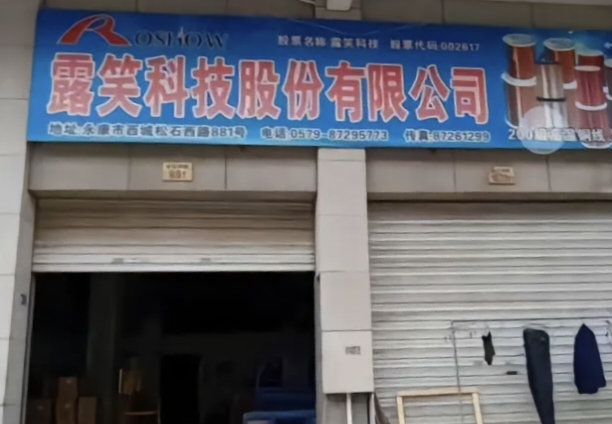 ROSHOW 股票名称:露笑科技 股票代码:002617
露笑科技股份有限公司
地址:永康市西城松石西路881号 电话:0579-87295773 传真:87261299
881